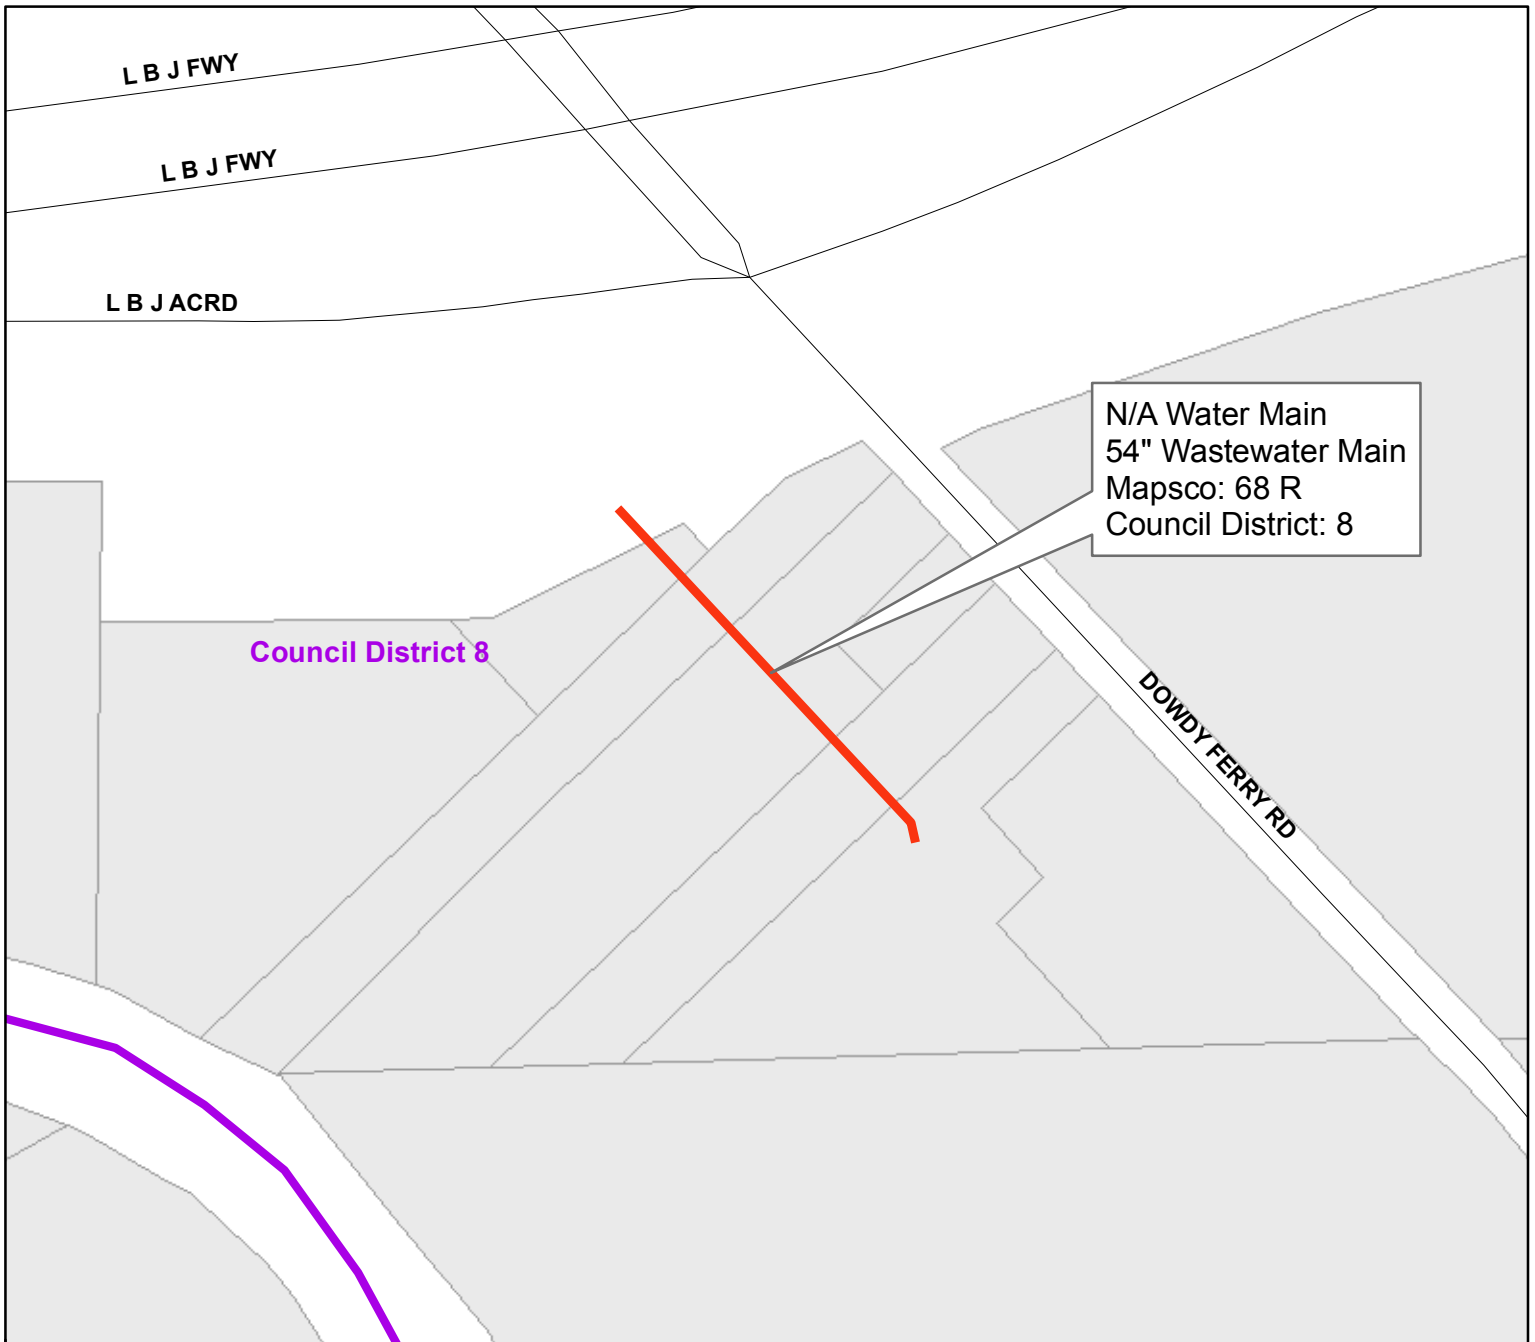 L B J FWY
L B J FWY
L B J ACRD
N/A Water Main
54" Wastewater Main
Mapsco: 68 R
Council District: 8
Council District 8
DOWDY FERRY RD